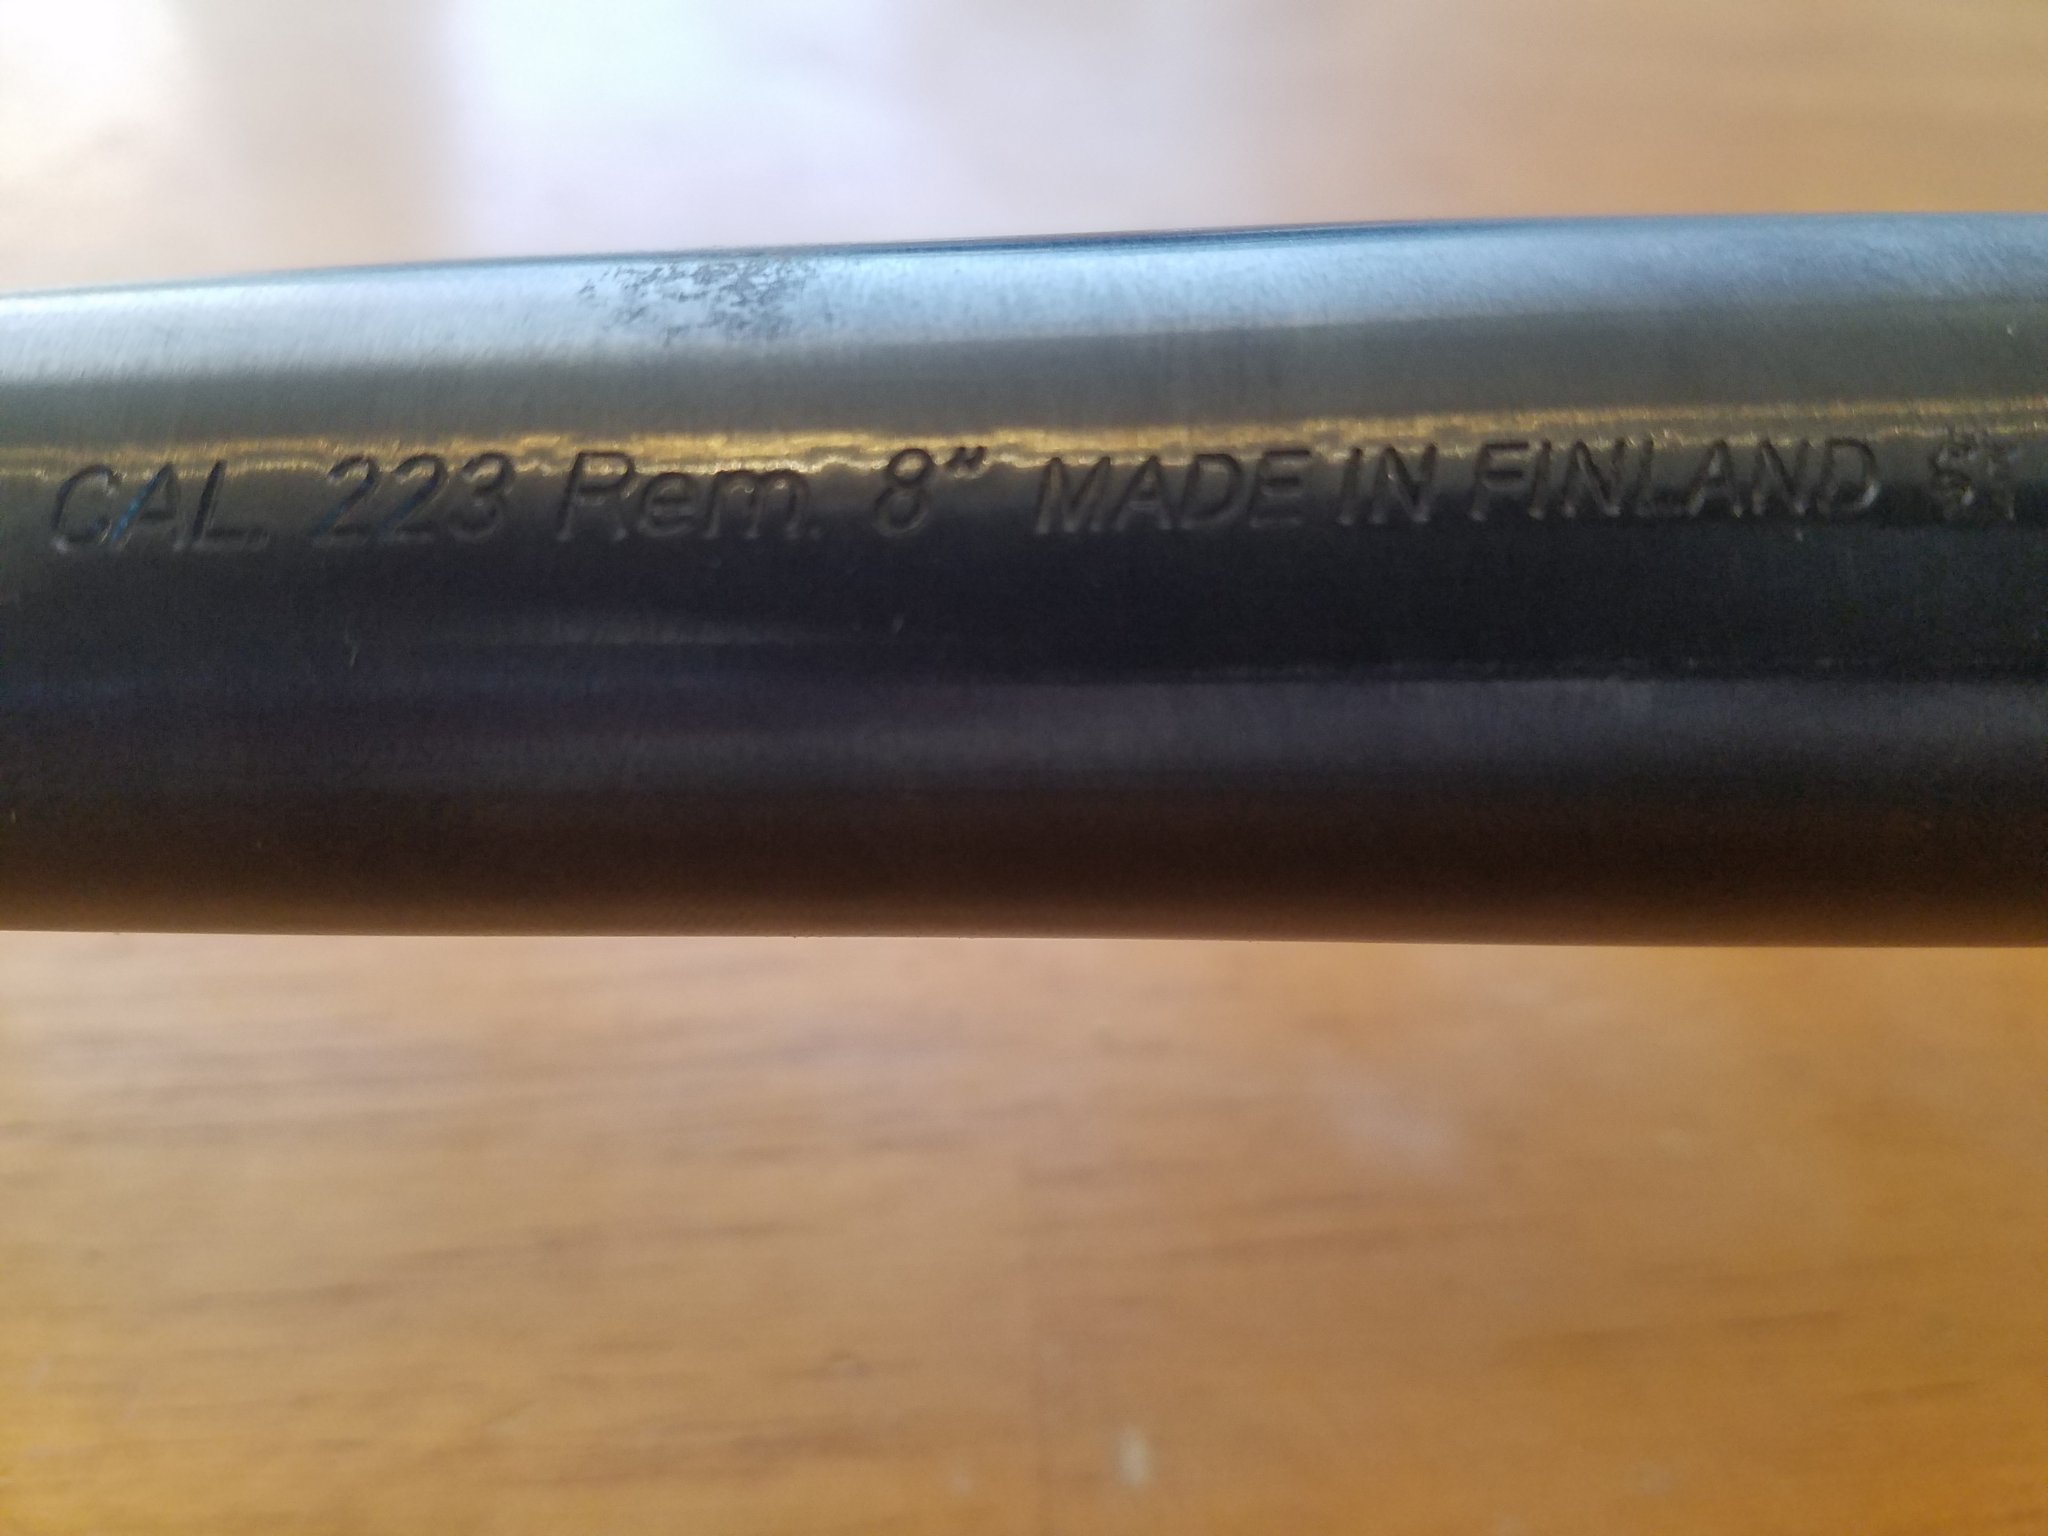 CAL. 223 Rem. 8" MADE IN FINLAND